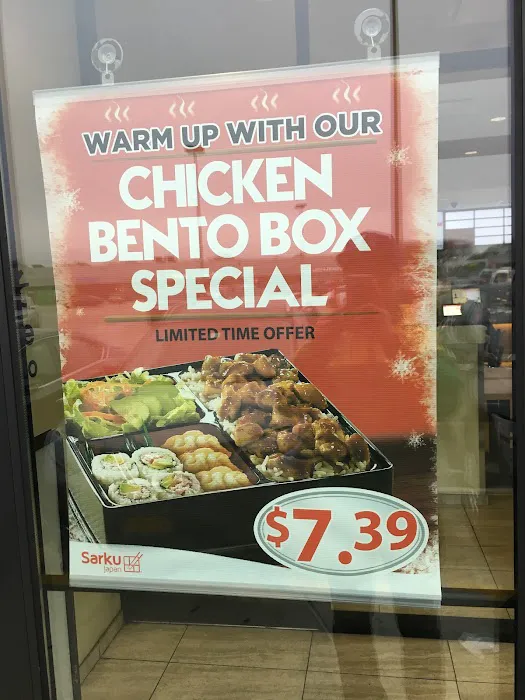 WARM UP WITH OUR
CHICKEN
BENTO BOX
SPECIAL
LIMITED TIME OFFER
$7.39
Sarku
Japan